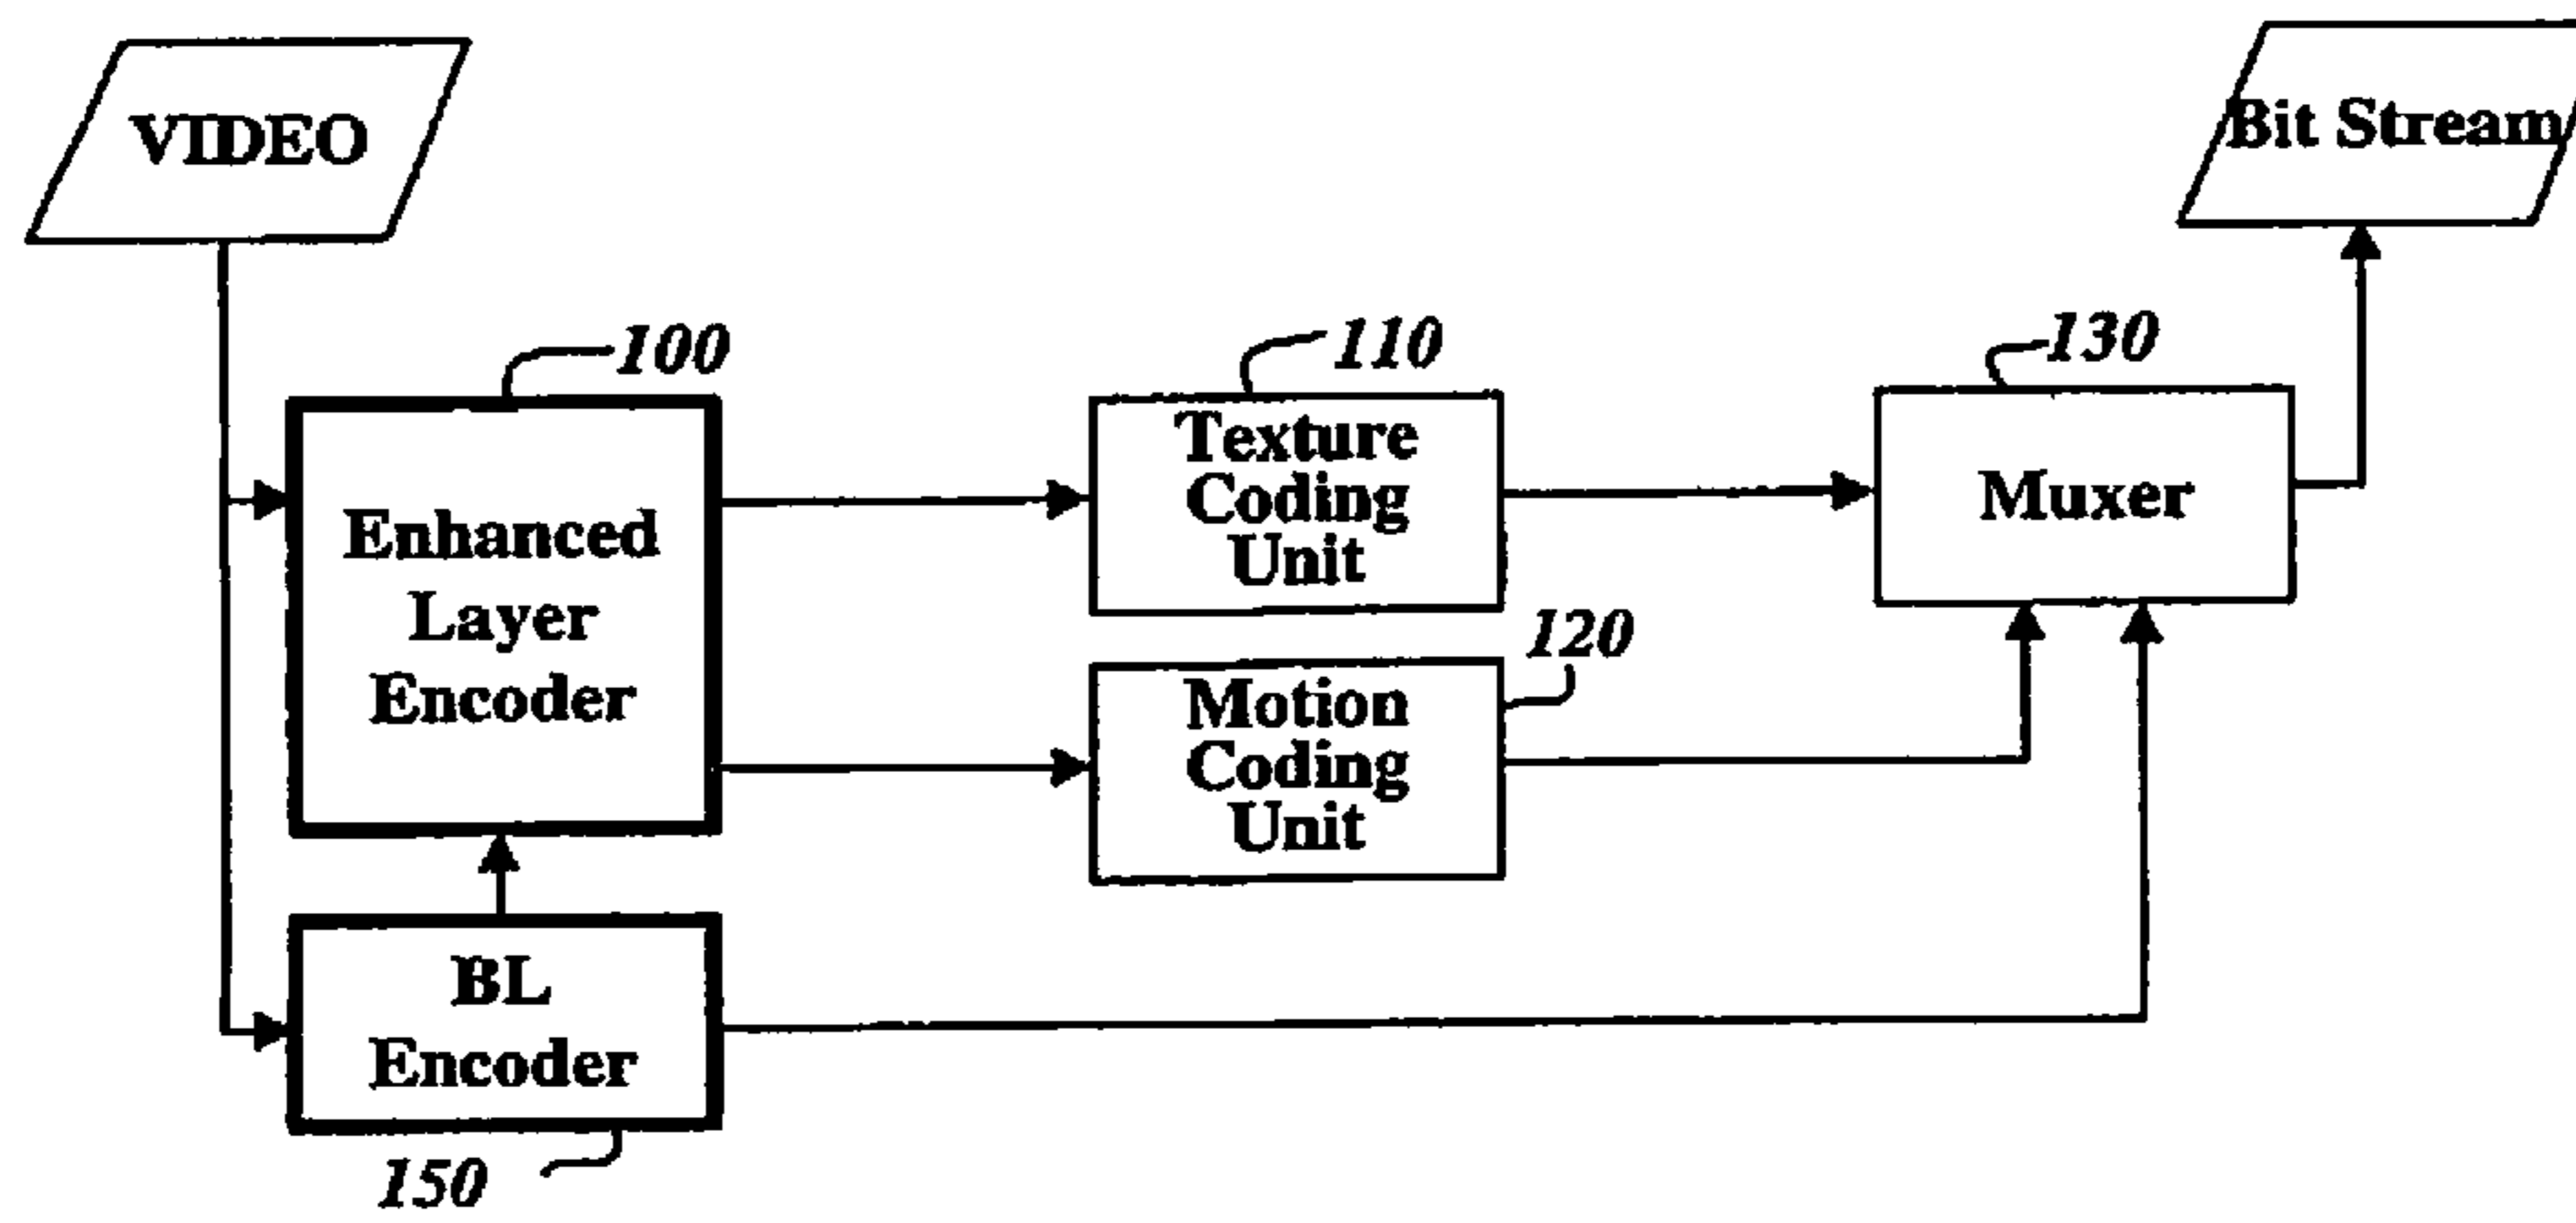 VIDEO
Bit Stream
100
110
130
Enhanced
Layer
Encoder
Texture
Coding
Unit
Muxer
120
Motion
Coding
Unit
BL
Encoder
150